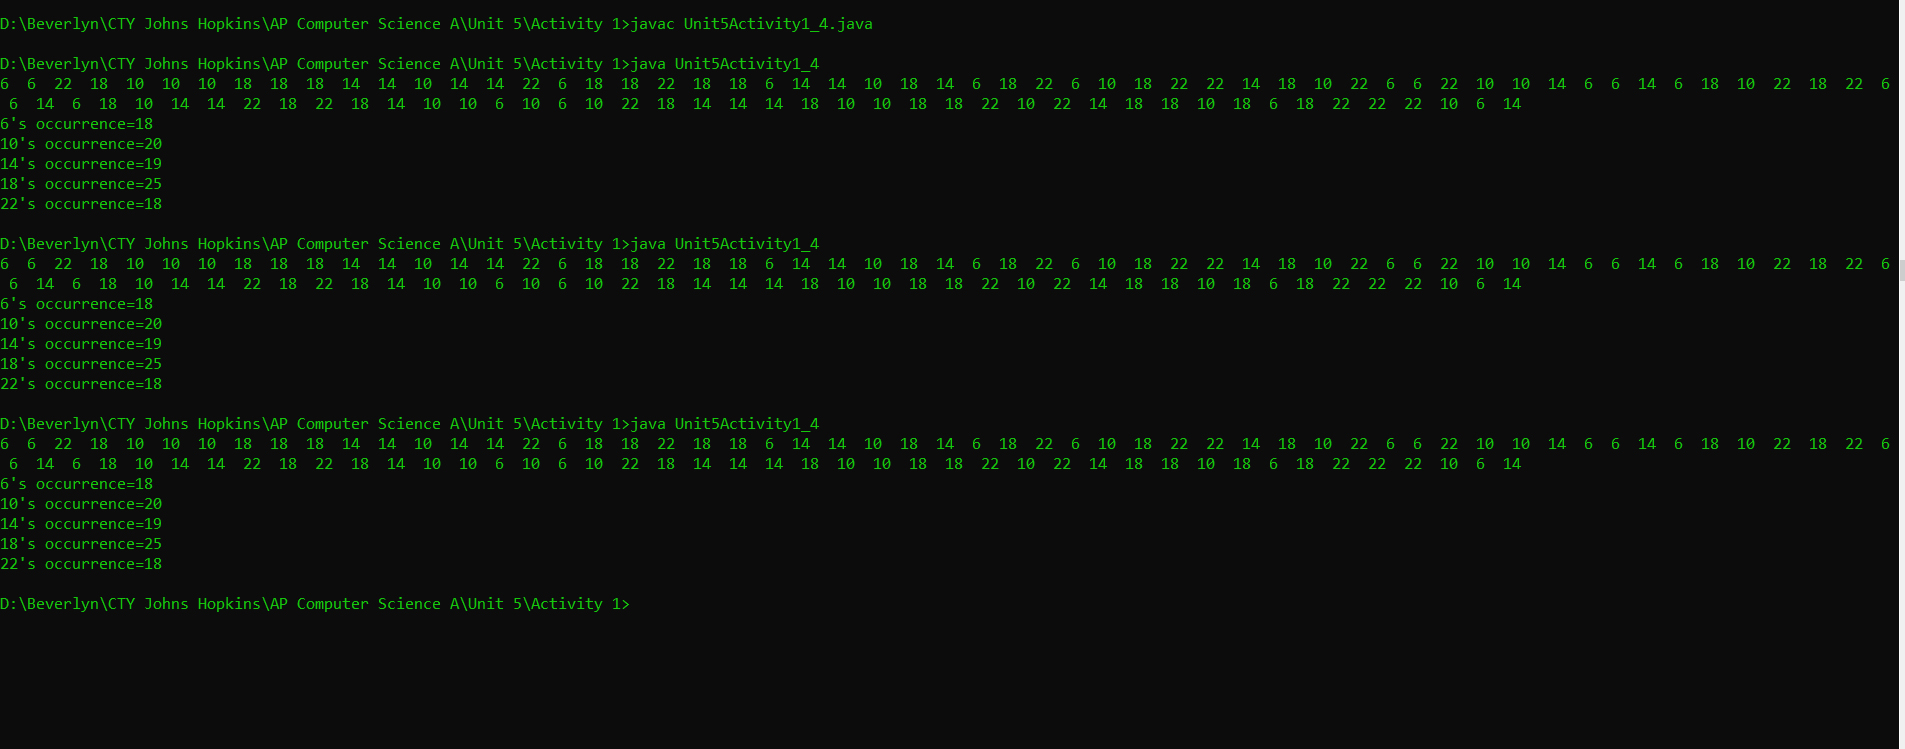 D:\Beverlyn\CTY Johns Hopkins\AP Computer Science A\Unit 5\Activity 1>javac Unit5Activity1_4.java
D:\Beverlyn\CTY Johns Hopkins\AP Computer Science A\Unit 5\Activity 1>java Unit5Activity1_4
6  6  22  18  10  10  10  18  18  18  14  14  10  14  14  22  6  18  18  22  18  18  6  14  14  10  18  14  6  18  22  6  10  18  22  22  14  18  10  22  6  6  22  10  10  14  6  6  14  6  18  10  22  18  22  6
 6  14  6  18  10  14  14  22  18  22  18  14  10  10  6  10  6  10  22  18  14  14  14  18  10  10  18  18  22  10  22  14  18  18  10  18  6  18  22  22  22  10  6  14
6's occurrence=18
10's occurrence=20
14's occurrence=19
18's occurrence=25
22's occurrence=18
D:\Beverlyn\CTY Johns Hopkins\AP Computer Science A\Unit 5\Activity 1>java Unit5Activity1_4
6  6  22  18  10  10  10  18  18  18  14  14  10  14  14  22  6  18  18  22  18  18  6  14  14  10  18  14  6  18  22  6  10  18  22  22  14  18  10  22  6  6  22  10  10  14  6  6  14  6  18  10  22  18  22  6
 6  14  6  18  10  14  14  22  18  22  18  14  10  10  6  10  6  10  22  18  14  14  14  18  10  10  18  18  22  10  22  14  18  18  10  18  6  18  22  22  22  10  6  14
6's occurrence=18
10's occurrence=20
14's occurrence=19
18's occurrence=25
22's occurrence=18
D:\Beverlyn\CTY Johns Hopkins\AP Computer Science A\Unit 5\Activity 1>java Unit5Activity1_4
6  6  22  18  10  10  10  18  18  18  14  14  10  14  14  22  6  18  18  22  18  18  6  14  14  10  18  14  6  18  22  6  10  18  22  22  14  18  10  22  6  6  22  10  10  14  6  6  14  6  18  10  22  18  22  6
 6  14  6  18  10  14  14  22  18  22  18  14  10  10  6  10  6  10  22  18  14  14  14  18  10  10  18  18  22  10  22  14  18  18  10  18  6  18  22  22  22  10  6  14
6's occurrence=18
10's occurrence=20
14's occurrence=19
18's occurrence=25
22's occurrence=18
D:\Beverlyn\CTY Johns Hopkins\AP Computer Science A\Unit 5\Activity 1>